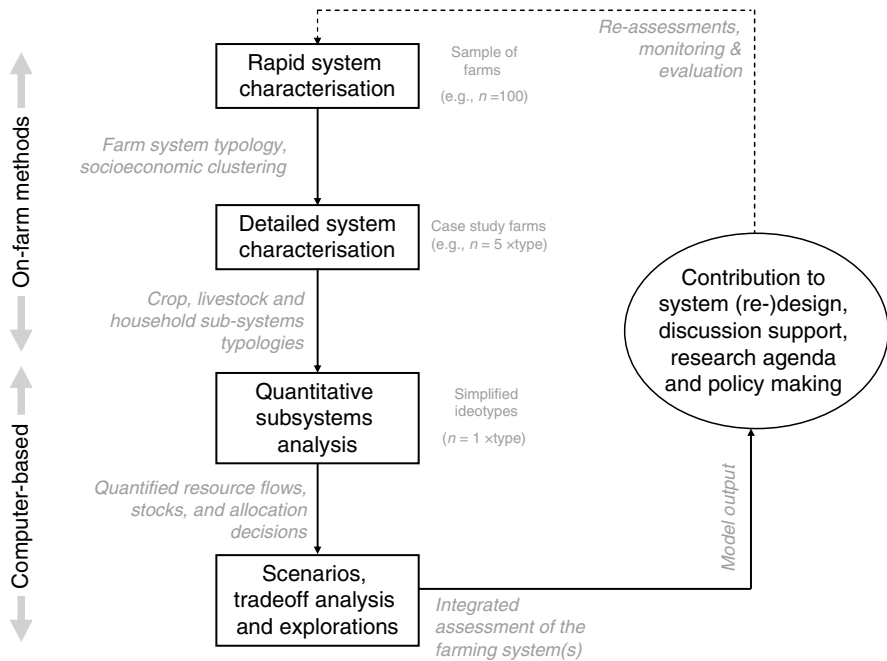 Re-assessments,
monitoring &
evaluation
Rapid system
characterisation
Sample of
farms
(e.g., n =100)
On-farm methods
Farm system typology,
socioeconomic clustering
Detailed system
characterisation
Case study farms
(e.g., n = 5 ×type)
Crop, livestock and
household sub-systems
typologies
Contribution to
system (re-)design,
discussion support,
research agenda
and policy making
Computer-based
Quantitative
subsystems
analysis
Simplified
ideotypes
(n = 1 ×type)
Quantified resource flows,
stocks, and allocation
decisions
Model output
Scenarios,
tradeoff analysis
and explorations
Integrated
assessment of the
farming system(s)